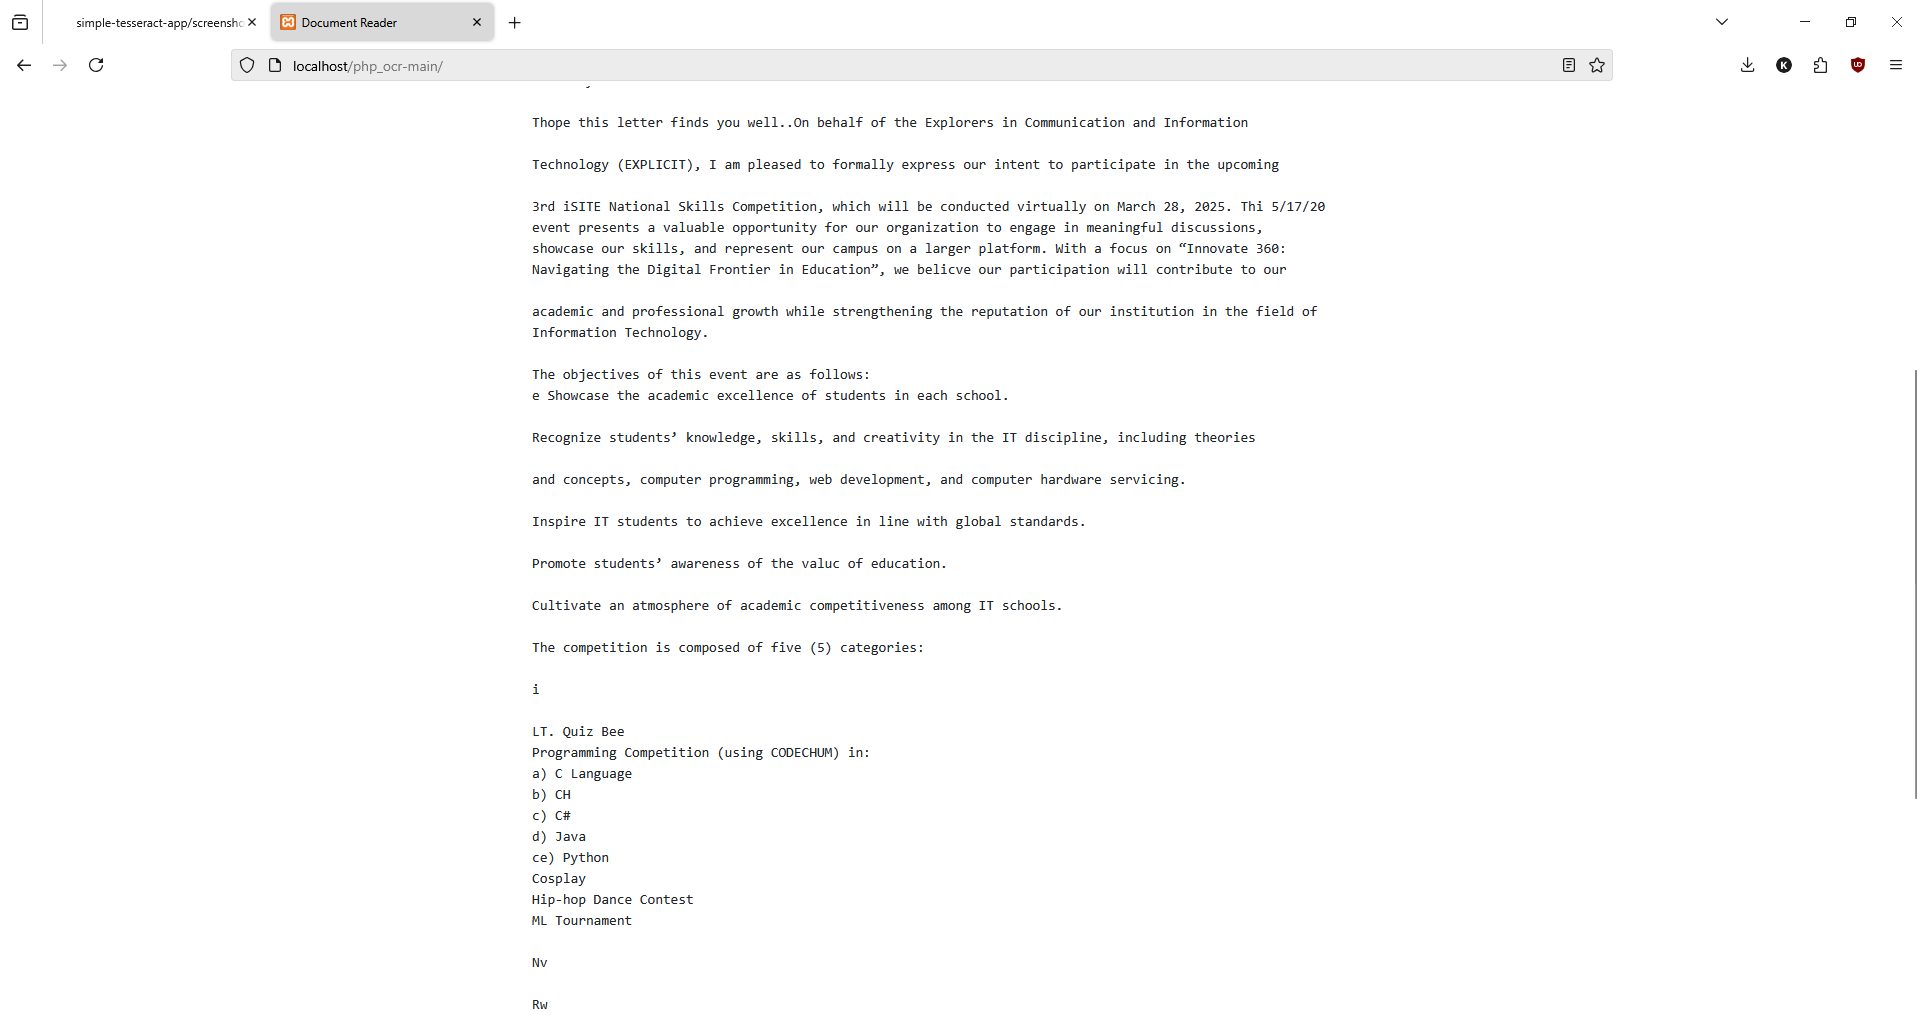 simple-tesseract-app/screensho
Document Reader
localhost/php_ocr-main/
Thope this letter finds you well..On behalf of the Explorers in Communication and Information
Technology (EXPLICIT), I am pleased to formally express our intent to participate in the upcoming
3rd iSITE National Skills Competition, which will be conducted virtually on March 28, 2025. Thi 5/17/20
event presents a valuable opportunity for our organization to engage in meaningful discussions,
showcase our skills, and represent our campus on a larger platform. With a focus on “Innovate 360:
Navigating the Digital Frontier in Education”, we belicve our participation will contribute to our
academic and professional growth while strengthening the reputation of our institution in the field of
Information Technology.
The objectives of this event are as follows:
e Showcase the academic excellence of students in each school.
Recognize students’ knowledge, skills, and creativity in the IT discipline, including theories
and concepts, computer programming, web development, and computer hardware servicing.
Inspire IT students to achieve excellence in line with global standards.
Promote students’ awareness of the valuc of education.
Cultivate an atmosphere of academic competitiveness among IT schools.
The competition is composed of five (5) categories:
i
LT. Quiz Bee
Programming Competition (using CODECHUM) in:
a) C Language
b) CH
c) C#
d) Java
ce) Python
Cosplay
Hip-hop Dance Contest
ML Tournament
Nv
Rw